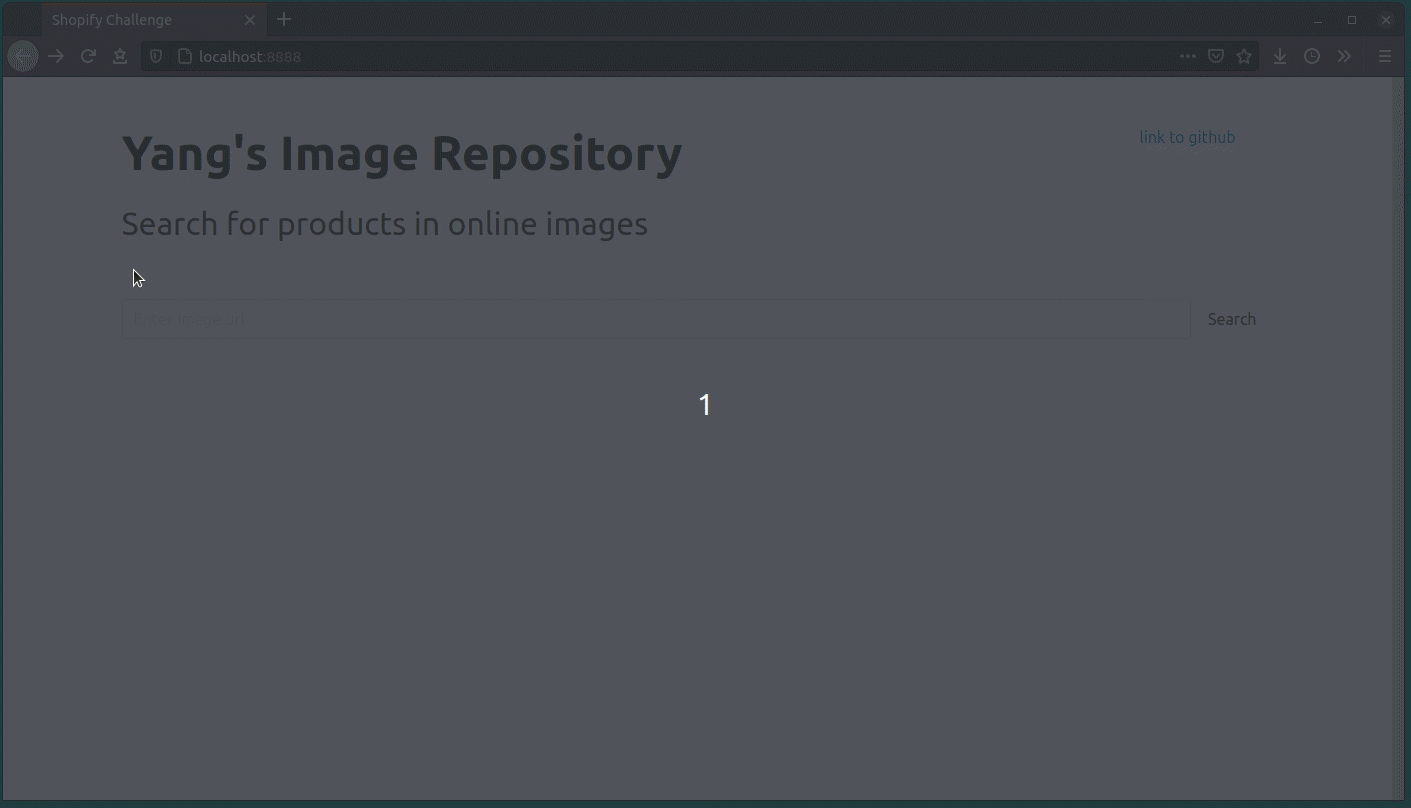 Shopify Challenge
localhost:8888
Yang's Image Repository
link to github
Search for products in online images
Enter image url
Search
1